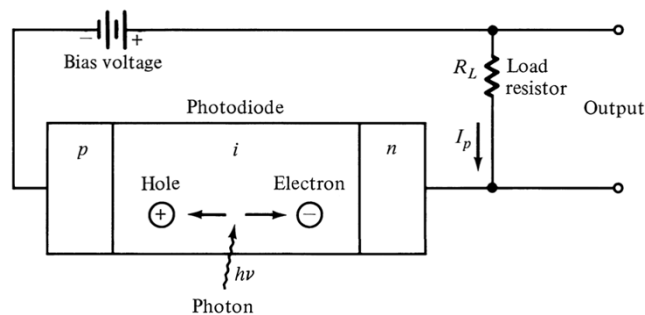 − +
Bias voltage
R_L Load
resistor
Photodiode
Output
p i n
I_p
Hole Electron
+ −
hν
Photon